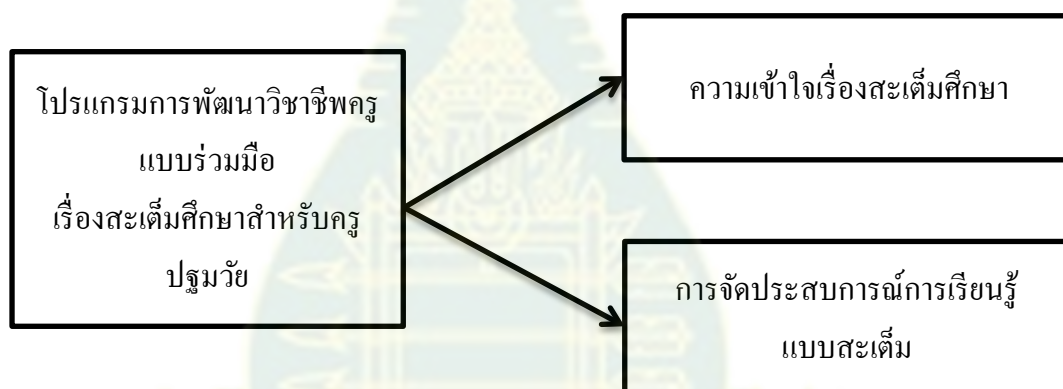 โปรแกรมการพัฒนาวิชาชีพครู
แบบร่วมมือ
เรื่องสะเต็มศึกษาสำหรับครู
ปฐมวัย
ความเข้าใจเรื่องสะเต็มศึกษา
การจัดประสบการณ์การเรียนรู้
แบบสะเต็ม